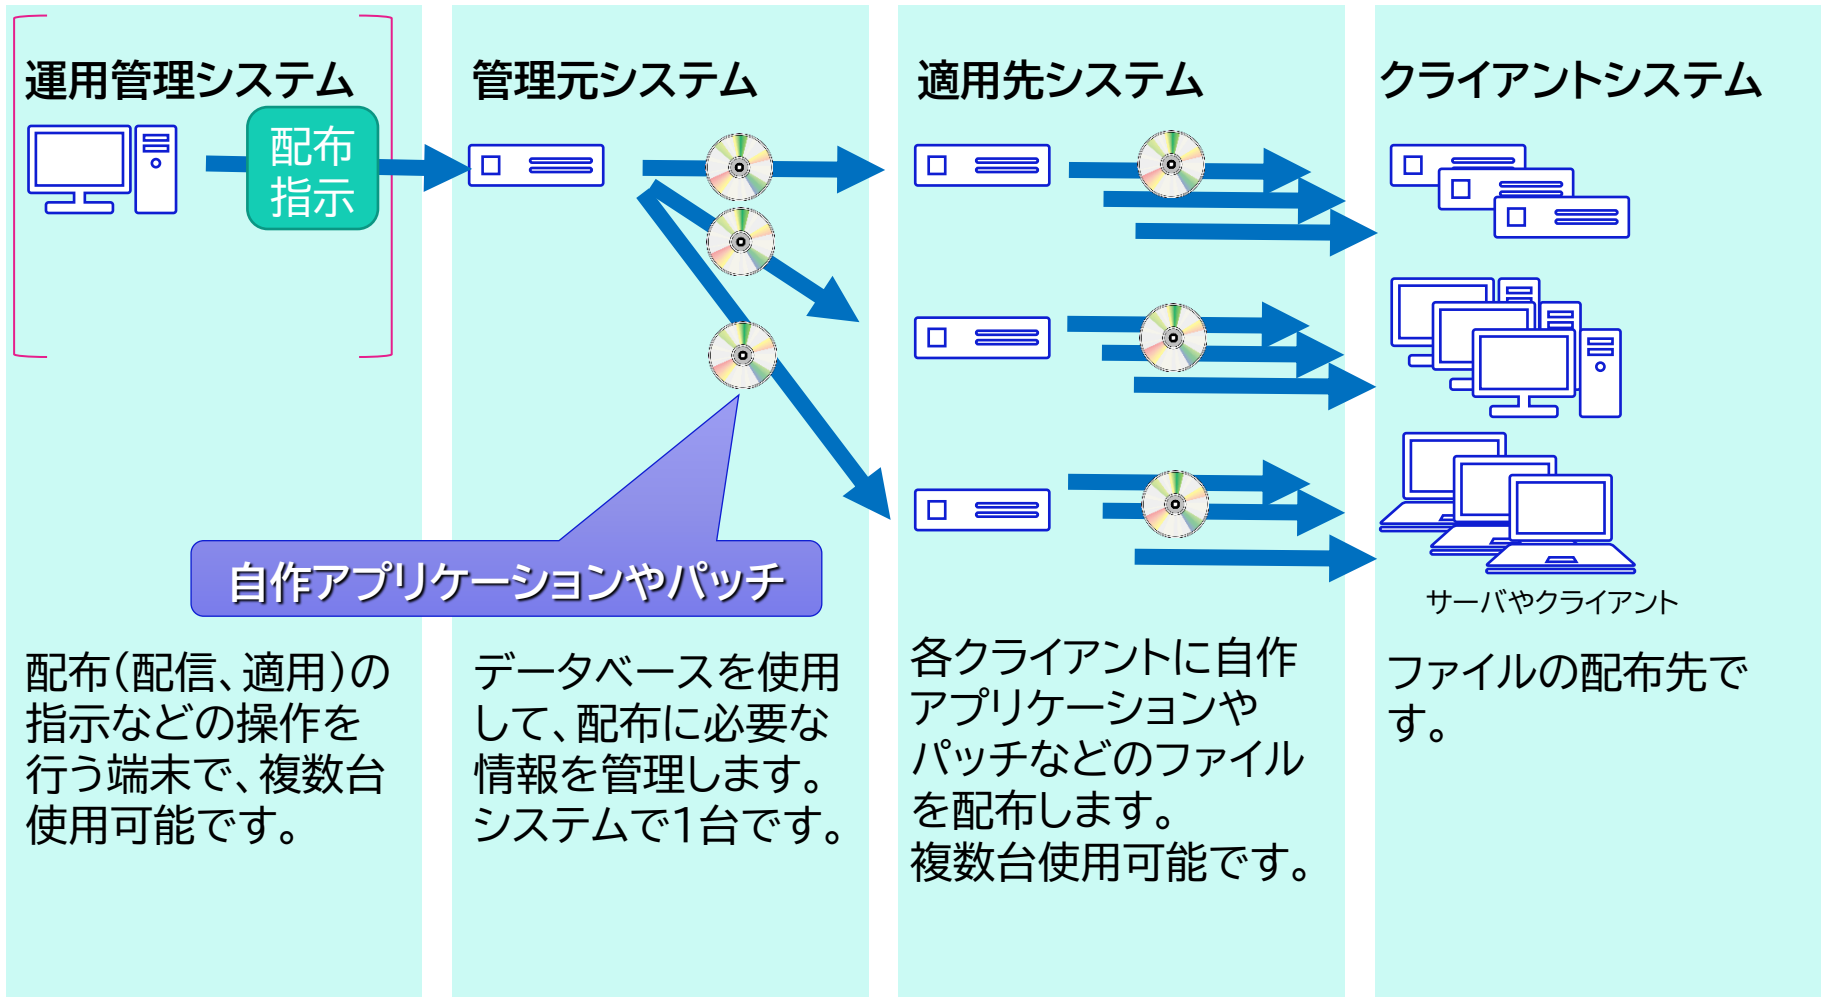 運用管理システム
配布
指示
配布(配信、適用)の
指示などの操作を
行う端末で、複数台
使用可能です。
管理元システム
自作アプリケーションやパッチ
データベースを使用
して、配布に必要な
情報を管理します。
システムで1台です。
適用先システム
各クライアントに自作
アプリケーションや
パッチなどのファイル
を配布します。
複数台使用可能です。
クライアントシステム
サーバやクライアント
ファイルの配布先で
す。